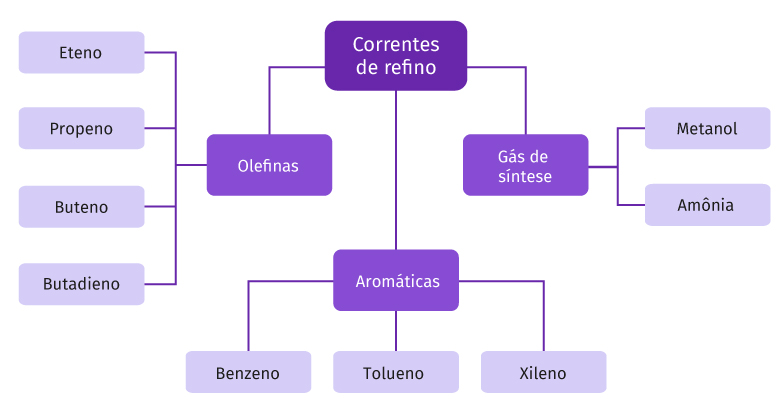 Correntes
de refino
Eteno
Propeno
Buteno
Butadieno
Olefinas
Gás de
síntese
Metanol
Amônia
Aromáticas
Benzeno
Tolueno
Xileno